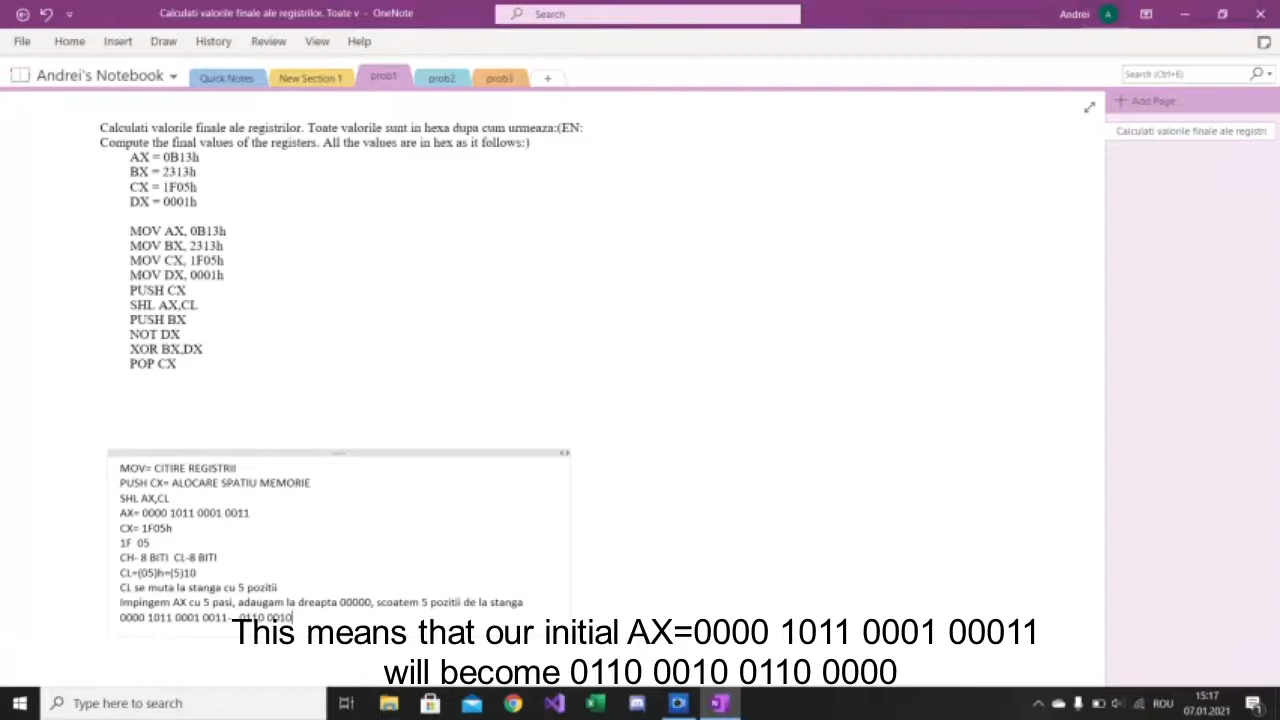 Calculati valorile finale ale registrilor. Toate v - OneNote
Search
Andrei
A
File Home Insert Draw History Review View Help
Andrei's Notebook
Quick Notes
New Section 1
prob1
prob2
prob3
+
Search (Ctrl+E)
Add Page
Calculati valorile finale ale registri
Calculati valorile finale ale registrilor. Toate valorile sunt in hexa dupa cum urmeaza:(EN:
Compute the final values of the registers. All the values are in hex as it follows:)
AX = 0B13h
BX = 2313h
CX = 1F05h
DX = 0001h
MOV AX, 0B13h
MOV BX, 2313h
MOV CX, 1F05h
MOV DX, 0001h
PUSH CX
SHL AX,CL
PUSH BX
NOT DX
XOR BX,DX
POP CX
MOV= CITIRE REGISTRII
PUSH CX= ALOCARE SPATIU MEMORIE
SHL AX,CL
AX= 0000 1011 0001 0011
CX= 1F05h
1F 05
CH- 8 BITI CL-8 BITI
CL=(05)h=(5)10
CL se muta la stanga cu 5 pozitii
Impingem AX cu 5 pasi, adaugam la dreapta 00000, scoatem 5 pozitii de la stanga
0000 1011 0001 0011- 0110 0010
This means that our initial AX=0000 1011 0001 00011
will become 0110 0010 0110 0000
Type here to search
ROU
15:17
07.01.2021